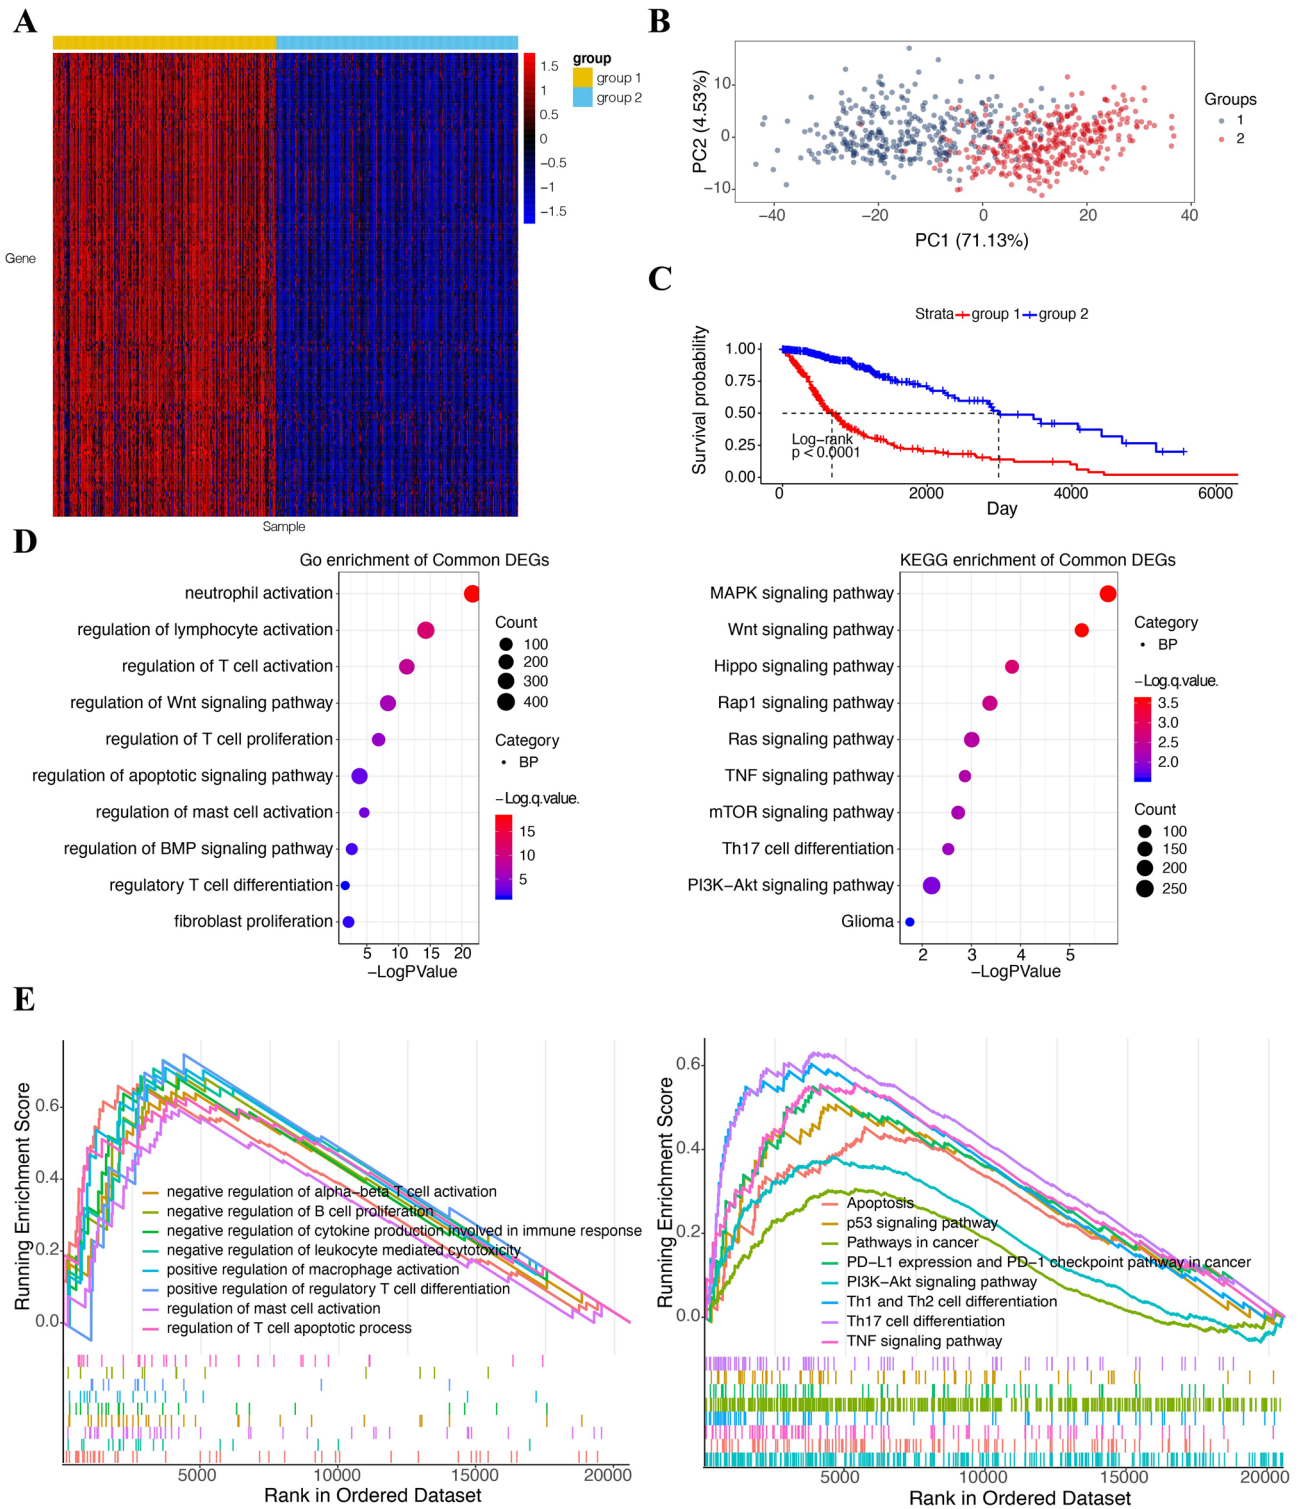 A
group
group 1
group 2
1.5
1
0.5
0
−0.5
−1
−1.5
Gene
Sample
B
PC2 (4.53%)
10
0
−10
−40
−20
0
20
40
PC1 (71.13%)
Groups
1
2
C
Strata group 1 group 2
Survival probability
1.00
0.75
0.50
0.25
0.00
Log−rank
p < 0.0001
0
2000
4000
6000
Day
D
Go enrichment of Common DEGs
neutrophil activation
regulation of lymphocyte activation
regulation of T cell activation
regulation of Wnt signaling pathway
regulation of T cell proliferation
regulation of apoptotic signaling pathway
regulation of mast cell activation
regulation of BMP signaling pathway
regulatory T cell differentiation
fibroblast proliferation
5
10
15
20
−LogPValue
Count
100
200
300
400
Category
BP
−Log.q.value.
15
10
5
KEGG enrichment of Common DEGs
MAPK signaling pathway
Wnt signaling pathway
Hippo signaling pathway
Rap1 signaling pathway
Ras signaling pathway
TNF signaling pathway
mTOR signaling pathway
Th17 cell differentiation
PI3K−Akt signaling pathway
Glioma
2
3
4
5
−LogPValue
Category
BP
−Log.q.value.
3.5
3.0
2.5
2.0
Count
100
150
200
250
E
Running Enrichment Score
0.6
0.4
0.2
0.0
negative regulation of alpha−beta T cell activation
negative regulation of B cell proliferation
negative regulation of cytokine production involved in immune response
negative regulation of leukocyte mediated cytotoxicity
positive regulation of macrophage activation
positive regulation of regulatory T cell differentiation
regulation of mast cell activation
regulation of T cell apoptotic process
5000
10000
15000
20000
Rank in Ordered Dataset
Running Enrichment Score
0.6
0.4
0.2
0.0
Apoptosis
p53 signaling pathway
Pathways in cancer
PD−L1 expression and PD−1 checkpoint pathway in cancer
PI3K−Akt signaling pathway
Th1 and Th2 cell differentiation
Th17 cell differentiation
TNF signaling pathway
5000
10000
15000
20000
Rank in Ordered Dataset